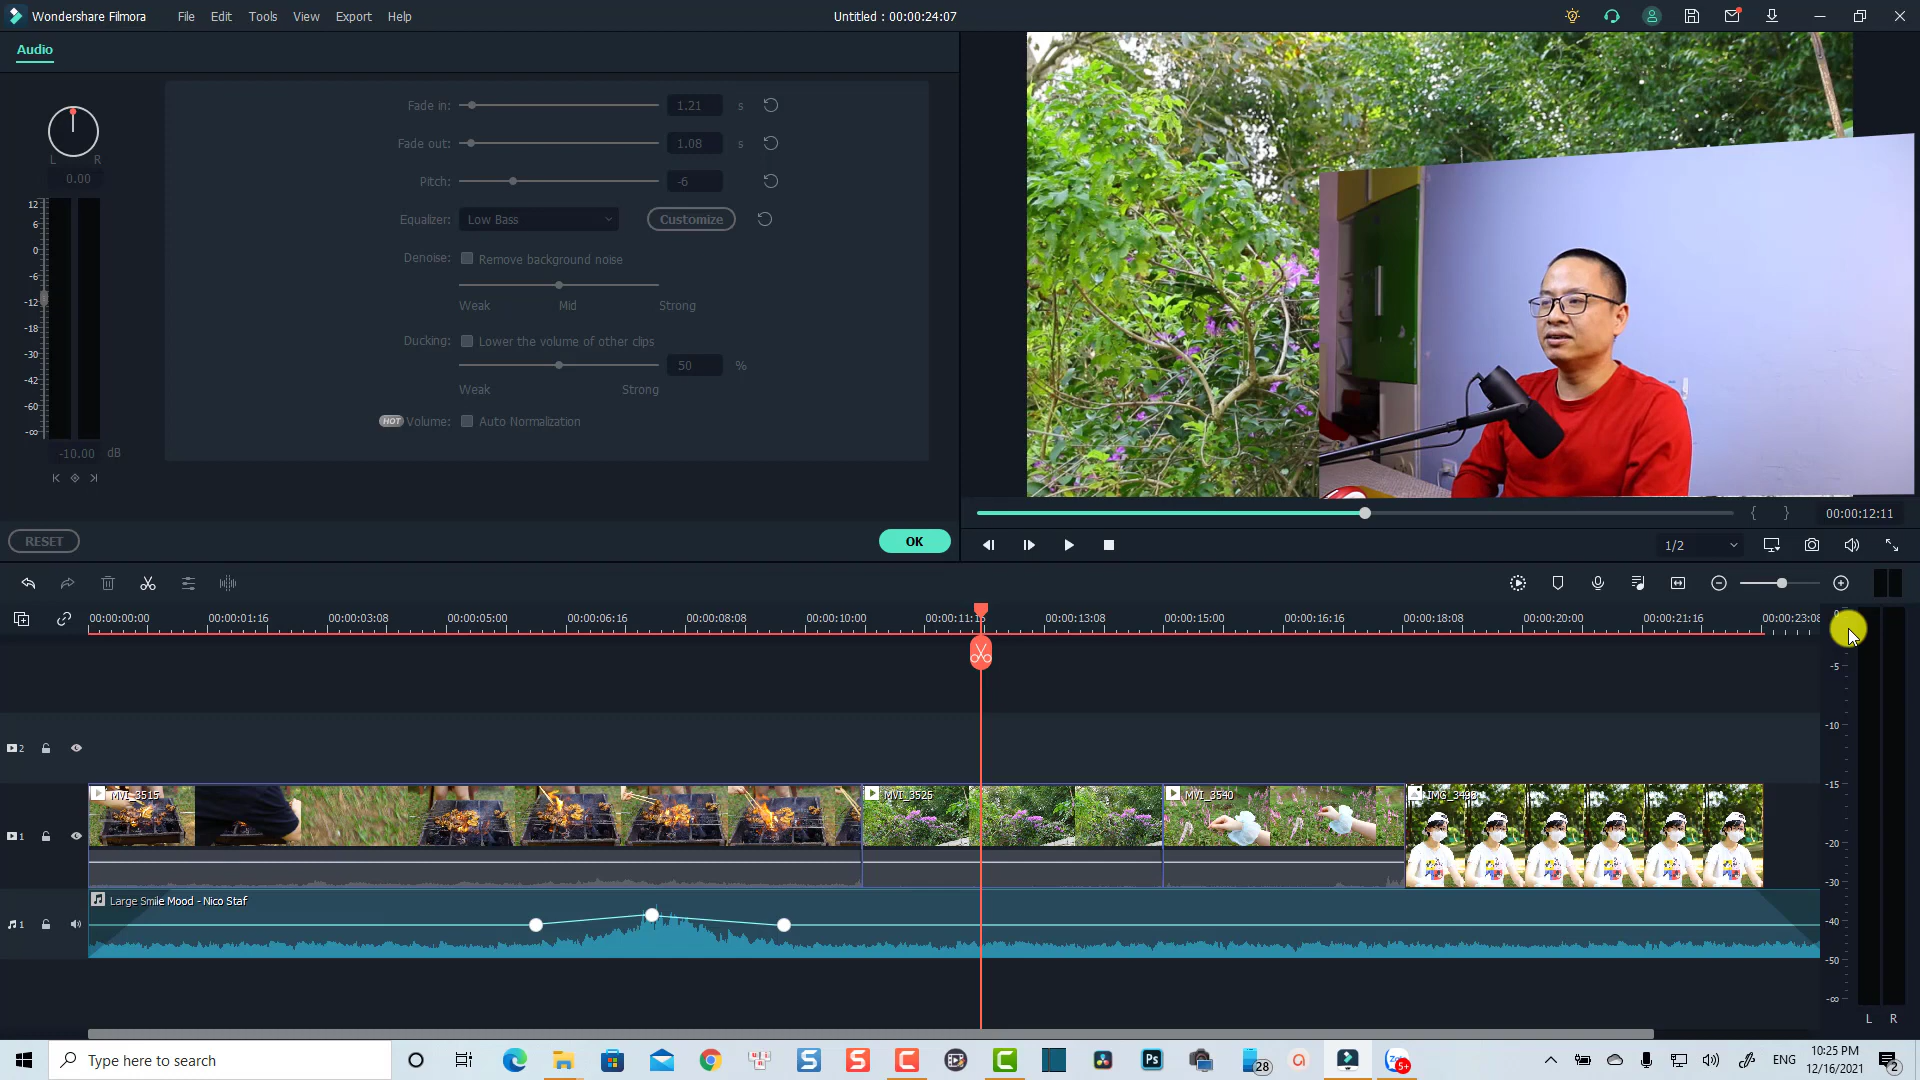 Wondershare Filmora File Edit Tools View Export Help Untitled : 00:00:24:07
Audio
Fade in: 1.21 s
Fade out: 1.08 s
L R
0.00
Pitch: -6
12
6
0
-6
-12
-18
-30
-42
-60
-∞
-10.00 dB
Equalizer: Low Bass Customize
Denoise: Remove background noise
Weak Mid Strong
Ducking: Lower the volume of other clips
50 %
Weak Strong
HOT Volume: Auto Normalization
RESET OK
{ } 00:00:12:11
1/2
00:00:00:00 00:00:01:16 00:00:03:08 00:00:05:00 00:00:06:16 00:00:08:08 00:00:10:00 00:00:13:08 00:00:15:00 00:00:16:16 00:00:18:08 00:00:20:00 00:00:21:16
2
1 MVI_3515 MVI_3525 MVI_3540
Large Smile Mood - Nico Staf
1
-5
-10
-15
-20
-30
-40
-50
-∞
L R
Type here to search
Ps
28
5+
ENG
10:25 PM
12/16/2021
2